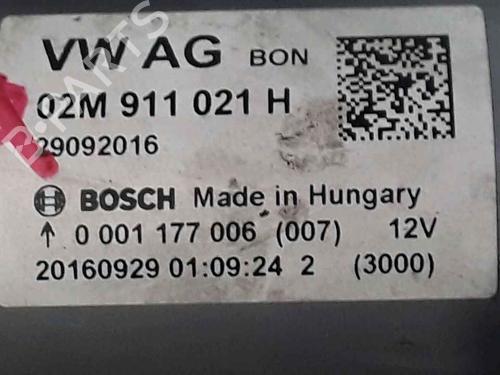 VW AG BON
02M 911 021 H
29092016
BOSCH Made in Hungary
↑ 0 001 177 006 (007) 12V
20160929 01:09:24 2 (3000)
B-PARTS